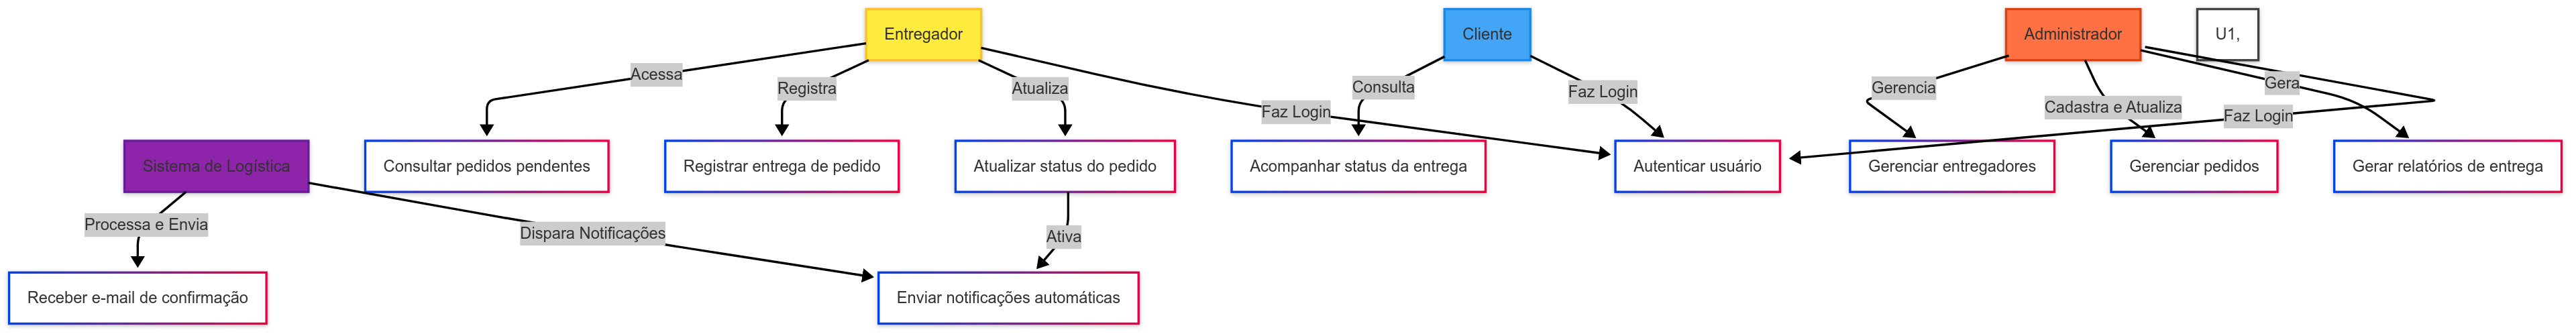 Entregador
Cliente
Administrador
U1,
Acessa
Registra
Atualiza
Faz Login
Consulta
Faz Login
Gerencia
Cadastra e Atualiza
Gera
Faz Login
Sistema de Logística
Consultar pedidos pendentes
Registrar entrega de pedido
Atualizar status do pedido
Acompanhar status da entrega
Autenticar usuário
Gerenciar entregadores
Gerenciar pedidos
Gerar relatórios de entrega
Processa e Envia
Dispara Notificações
Ativa
Receber e-mail de confirmação
Enviar notificações automáticas